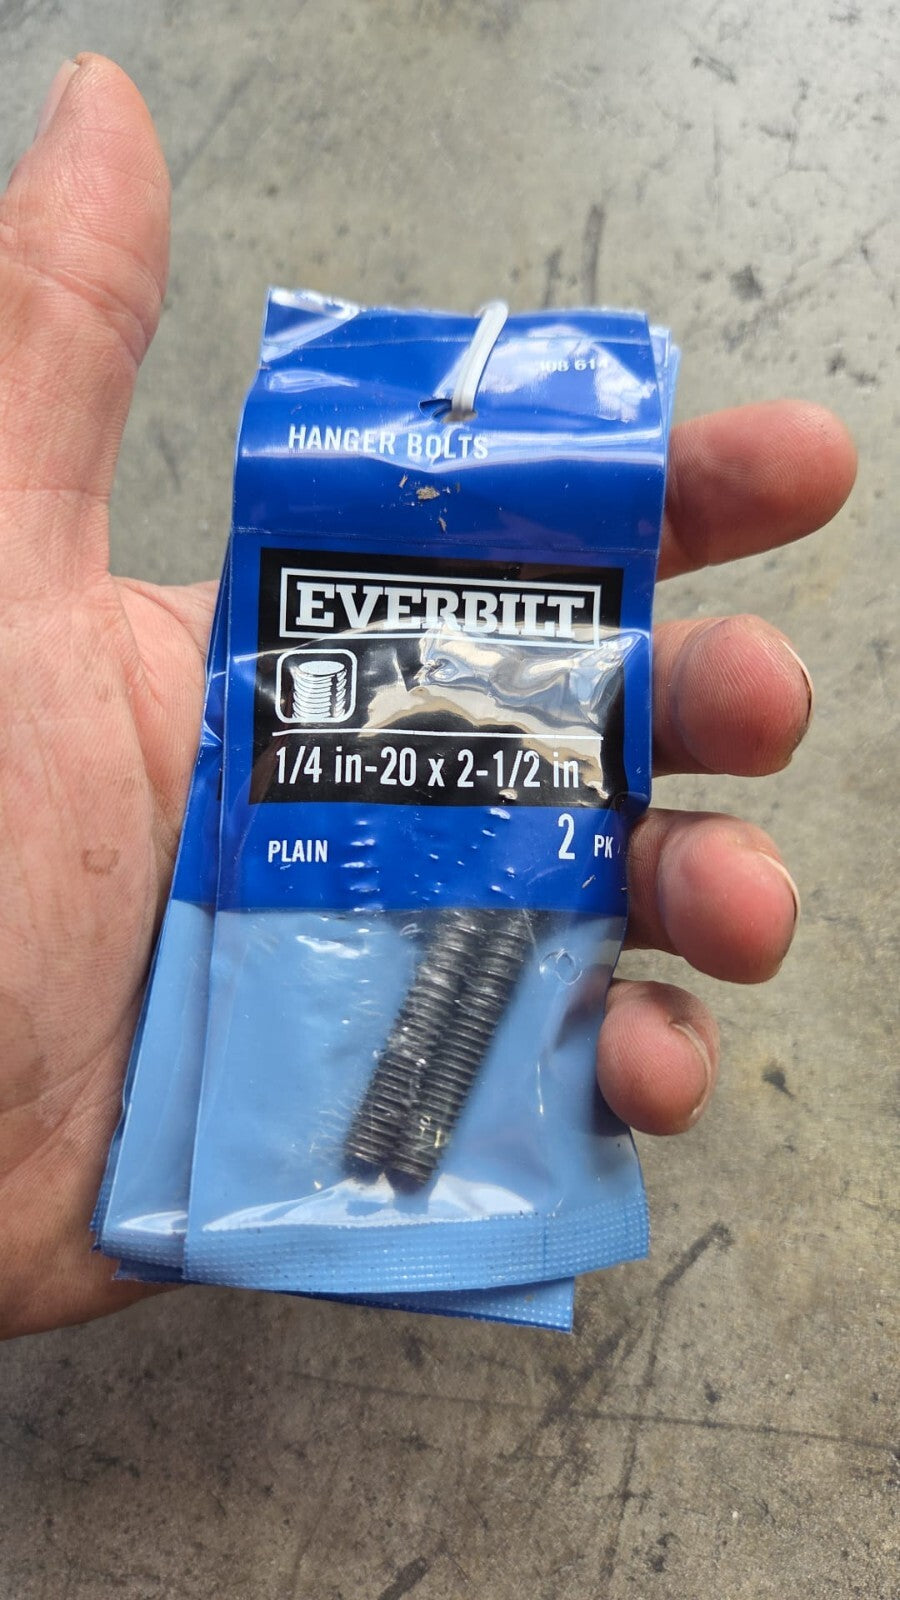 HANGER BOLTS
EVERBILT
1/4 in-20 x 2-1/2 in
PLAIN
2 PK